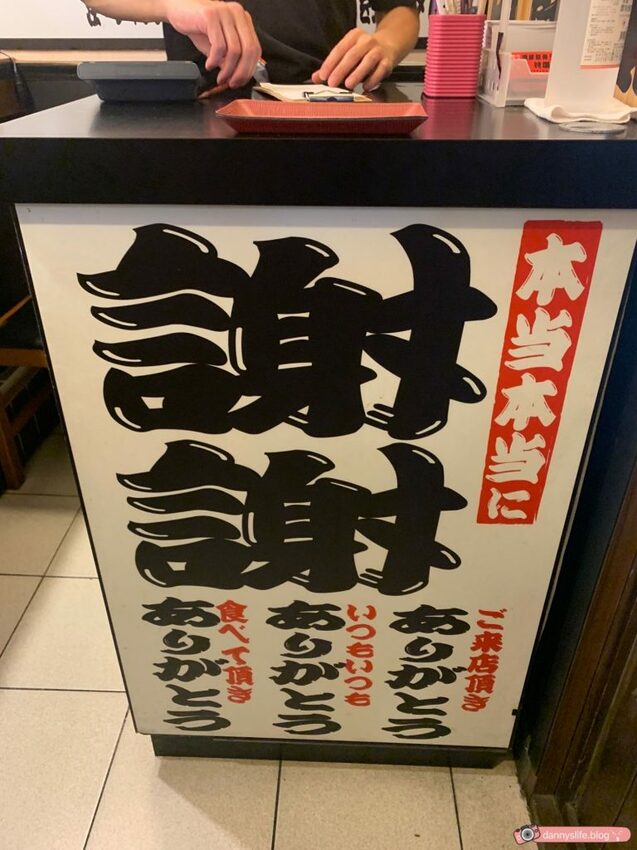 本当本当に
謝謝
ご来店頂き
ありがとう
いつもいつも
ありがとう
食べて頂き
ありがとう
dannyslife.blog